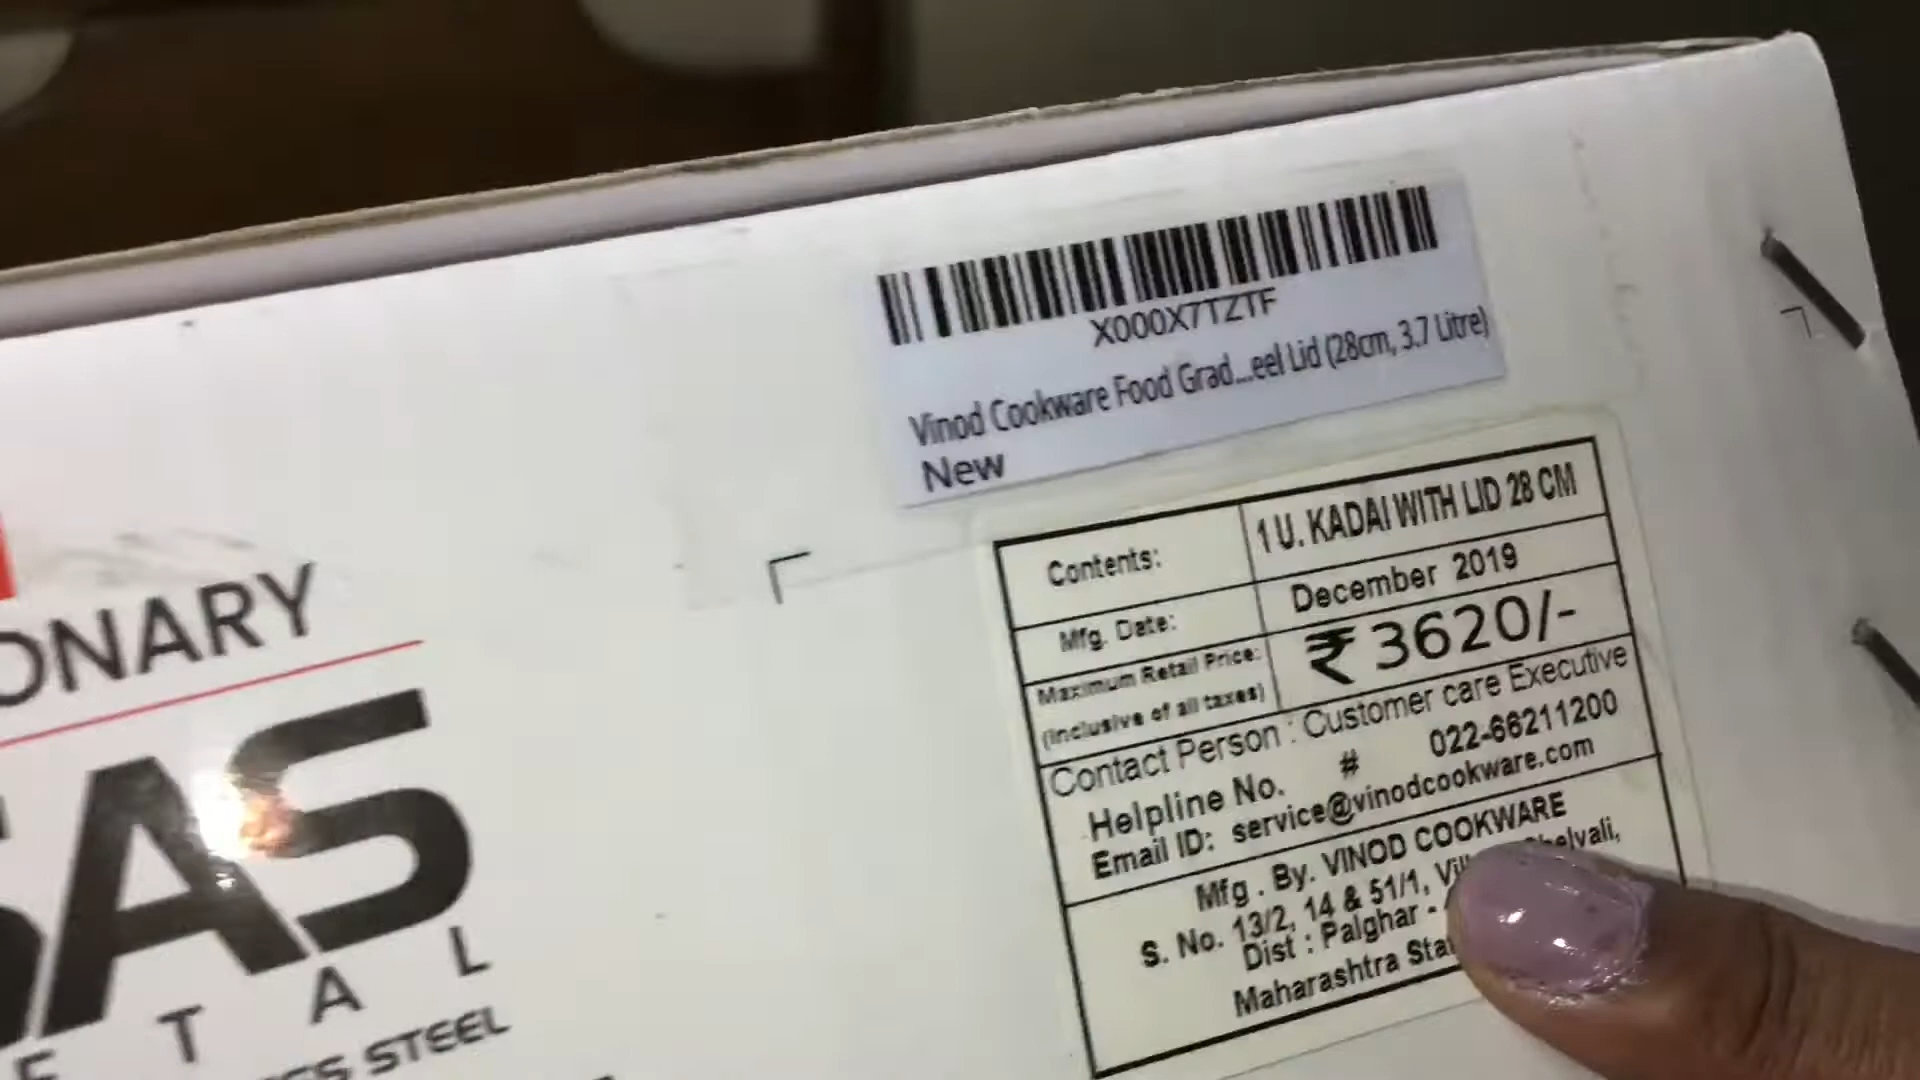 X000X7TZTF
Vinod Cookware Food Grad...eel Lid (28cm, 3.7 Litre)
New
Contents: 1 U. KADAI WITH LID 28 CM
Mfg. Date: December 2019
Maximum Retail Price: ₹ 3620/-
(inclusive of all taxes)
Contact Person : Customer care Executive
Helpline No. # 022-66211200
Email ID: service@vinodcookware.com
Mfg . By. VINOD COOKWARE
S. No. 13/2, 14 & 51/1,
Dist : Palghar -
Maharashtra
ONARY
SAS
ETAL
STEEL